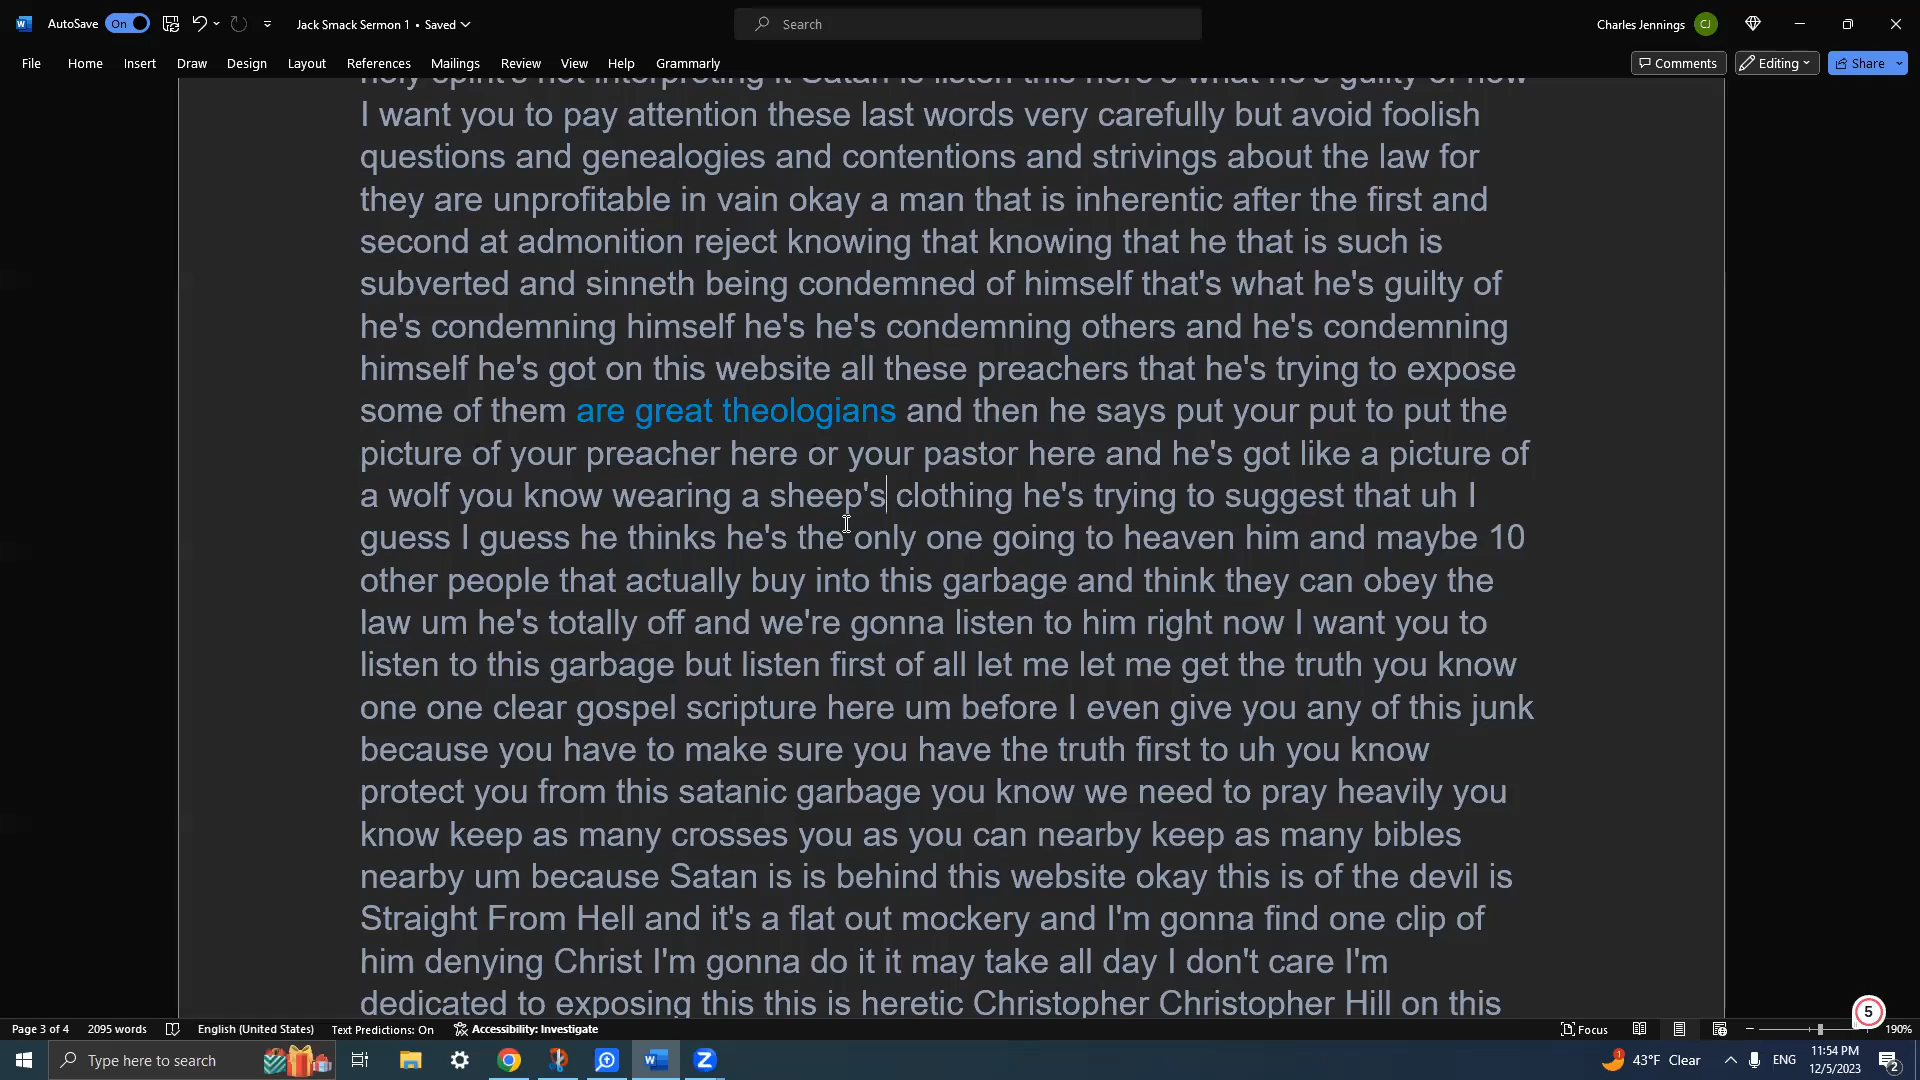 AutoSave On Jack Smack Sermon 1 • Saved Search Charles Jennings CJ
File Home Insert Draw Design Layout References Mailings Review View Help Grammarly Comments Editing Share
holy spirit's not interpreting it Satan is listen this here's what he's guilty of now
I want you to pay attention these last words very carefully but avoid foolish
questions and genealogies and contentions and strivings about the law for
they are unprofitable in vain okay a man that is inherentic after the first and
second at admonition reject knowing that knowing that he that is such is
subverted and sinneth being condemned of himself that's what he's guilty of
he's condemning himself he's he's condemning others and he's condemning
himself he's got on this website all these preachers that he's trying to expose
some of them are great theologians and then he says put your put to put the
picture of your preacher here or your pastor here and he's got like a picture of
a wolf you know wearing a sheep's clothing he's trying to suggest that uh I
guess I guess he thinks he's the only one going to heaven him and maybe 10
other people that actually buy into this garbage and think they can obey the
law um he's totally off and we're gonna listen to him right now I want you to
listen to this garbage but listen first of all let me let me get the truth you know
one one clear gospel scripture here um before I even give you any of this junk
because you have to make sure you have the truth first to uh you know
protect you from this satanic garbage you know we need to pray heavily you
know keep as many crosses you as you can nearby keep as many bibles
nearby um because Satan is is behind this website okay this is of the devil is
Straight From Hell and it's a flat out mockery and I'm gonna find one clip of
him denying Christ I'm gonna do it it may take all day I don't care I'm
dedicated to exposing this this is heretic Christopher Christopher Hill on this
5
Page 3 of 4 2095 words English (United States) Text Predictions: On Accessibility: Investigate Focus 190%
Type here to search 1 43°F Clear ENG 11:54 PM
12/5/2023 2